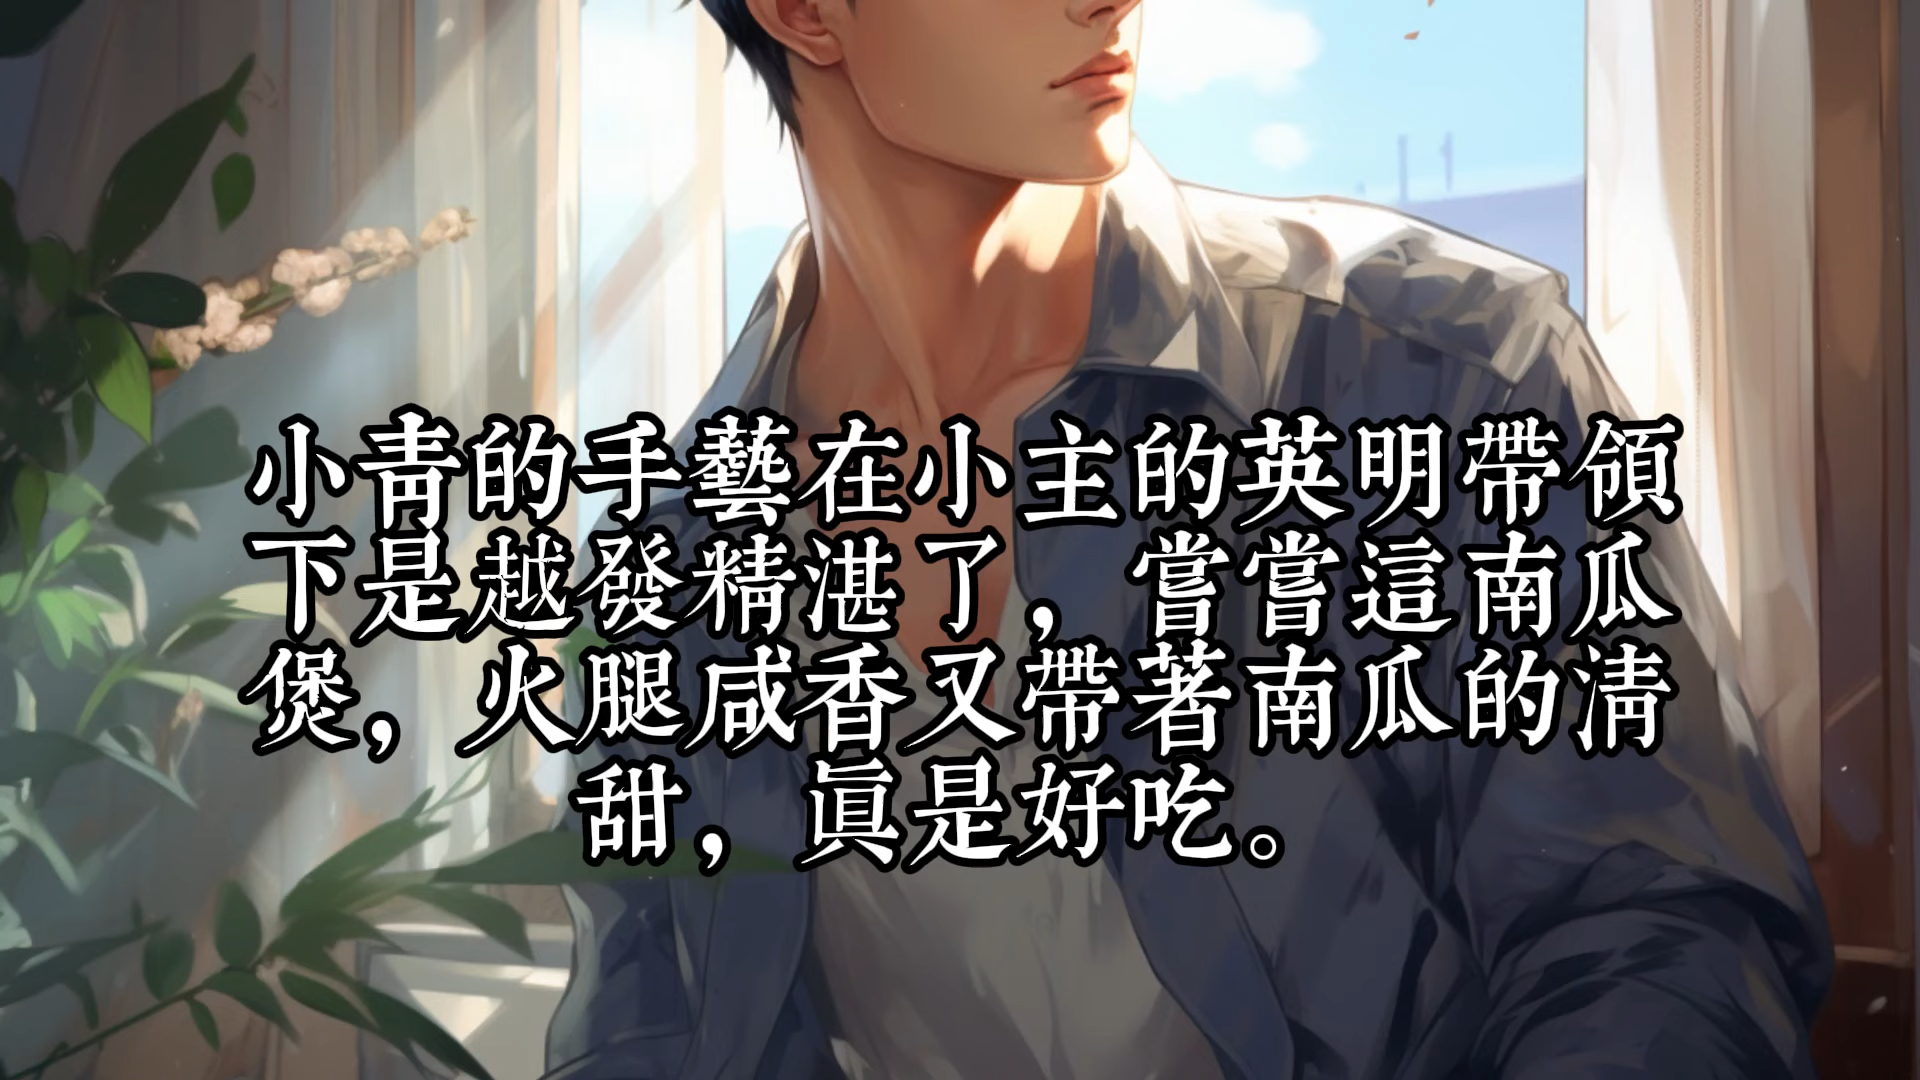 小青的手藝在小主的英明帶領
下是越發精湛了，嘗嘗這南瓜
煲，火腿咸香又帶著南瓜的清
甜，真是好吃。